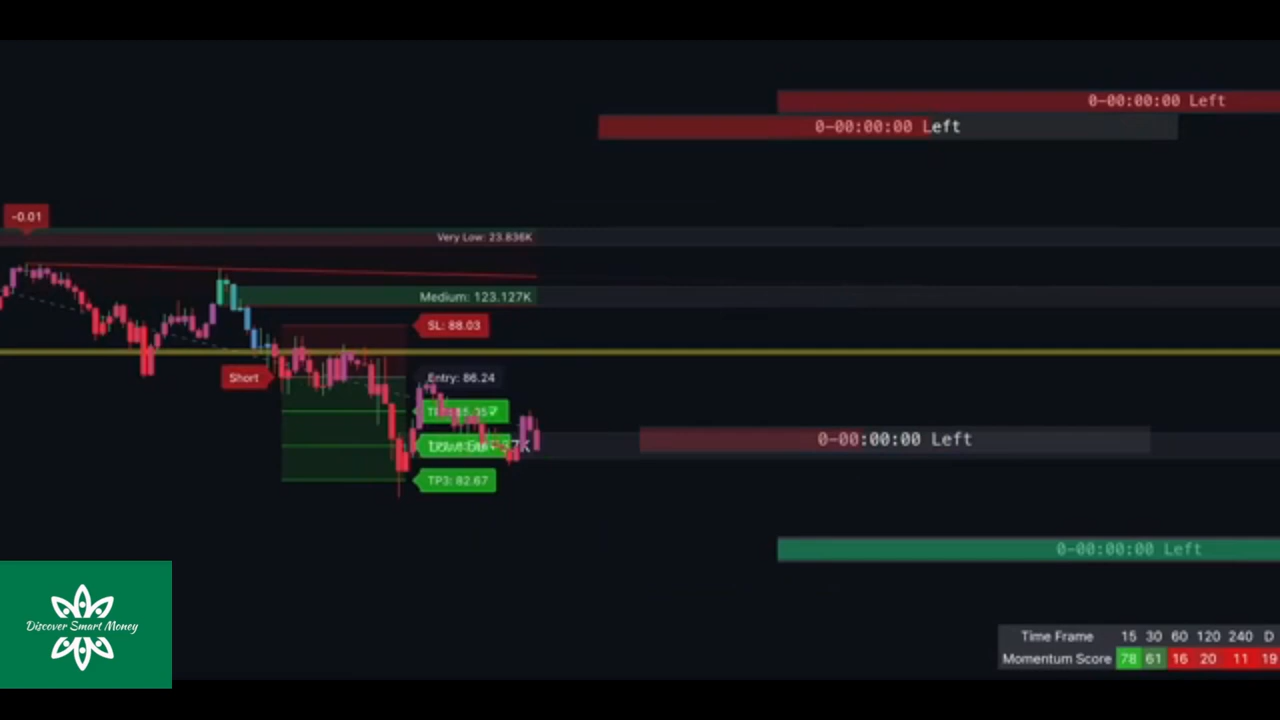 0-00:00:00 Left
0-00:00:00 Left
-0.01
Very Low: 23.836K
Medium: 123.127K
SL: 88.03
Short
Entry: 86.24
0-00:00:00 Left
TP3: 82.67
0-00:00:00 Left
Discover Smart Money
Time Frame 15 30 60 120 240 D
Momentum Score 78 61 16 20 11 19